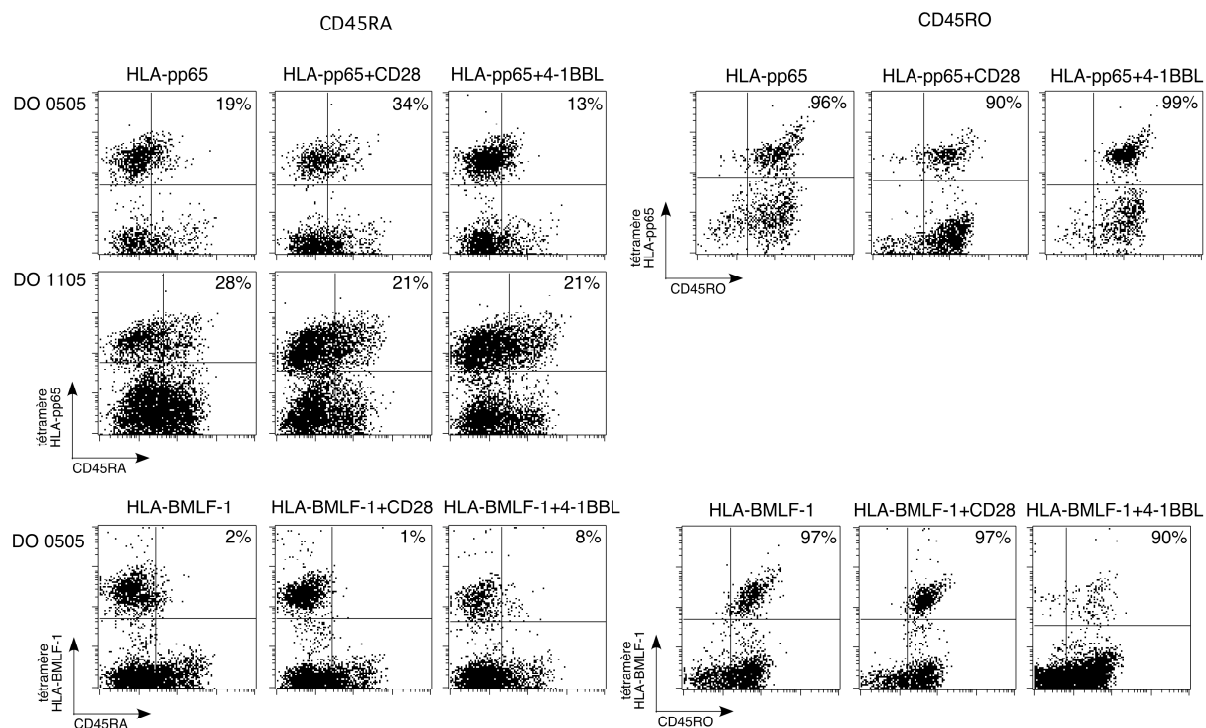 CD45RA
CD45RO
HLA-pp65 HLA-pp65+CD28 HLA-pp65+4-1BBL
HLA-pp65 HLA-pp65+CD28 HLA-pp65+4-1BBL
DO 0505 19% 34% 13%
96% 90% 99%
tétramère
HLA-pp65
CD45RO
DO 1105 28% 21% 21%
tétramère
HLA-pp65
CD45RA
HLA-BMLF-1 HLA-BMLF-1+CD28 HLA-BMLF-1+4-1BBL
HLA-BMLF-1 HLA-BMLF-1+CD28 HLA-BMLF-1+4-1BBL
DO 0505 2% 1% 8%
97% 97% 90%
tétramère
HLA-BMLF-1
CD45RA
tétramère
HLA-BMLF-1
CD45RO